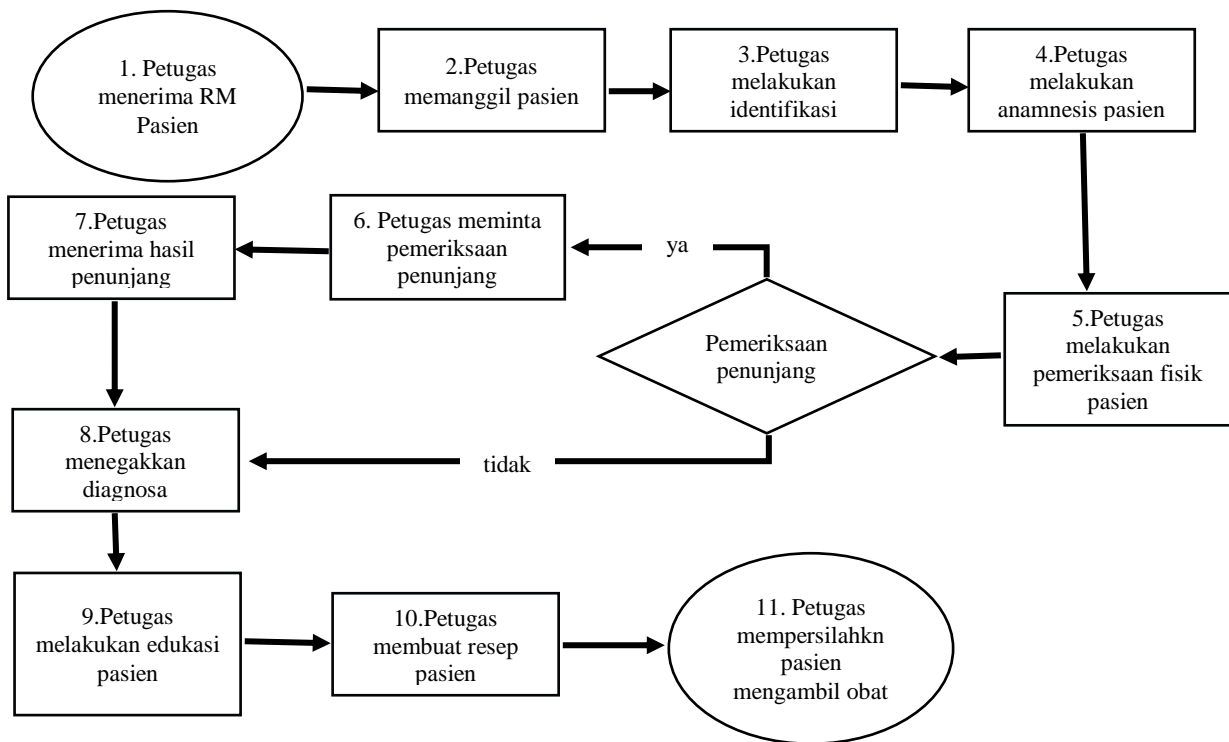 1. Petugas
menerima RM
Pasien
2.Petugas
memanggil pasien
3.Petugas
melakukan
identifikasi
4.Petugas
melakukan
anamnesis pasien
5.Petugas
melakukan
pemeriksaan fisik
pasien
Pemeriksaan
penunjang
ya
6. Petugas meminta
pemeriksaan
penunjang
7.Petugas
menerima hasil
penunjang
tidak
8.Petugas
menegakkan
diagnosa
9.Petugas
melakukan edukasi
pasien
10.Petugas
membuat resep
pasien
11. Petugas
mempersilahkn
pasien
mengambil obat